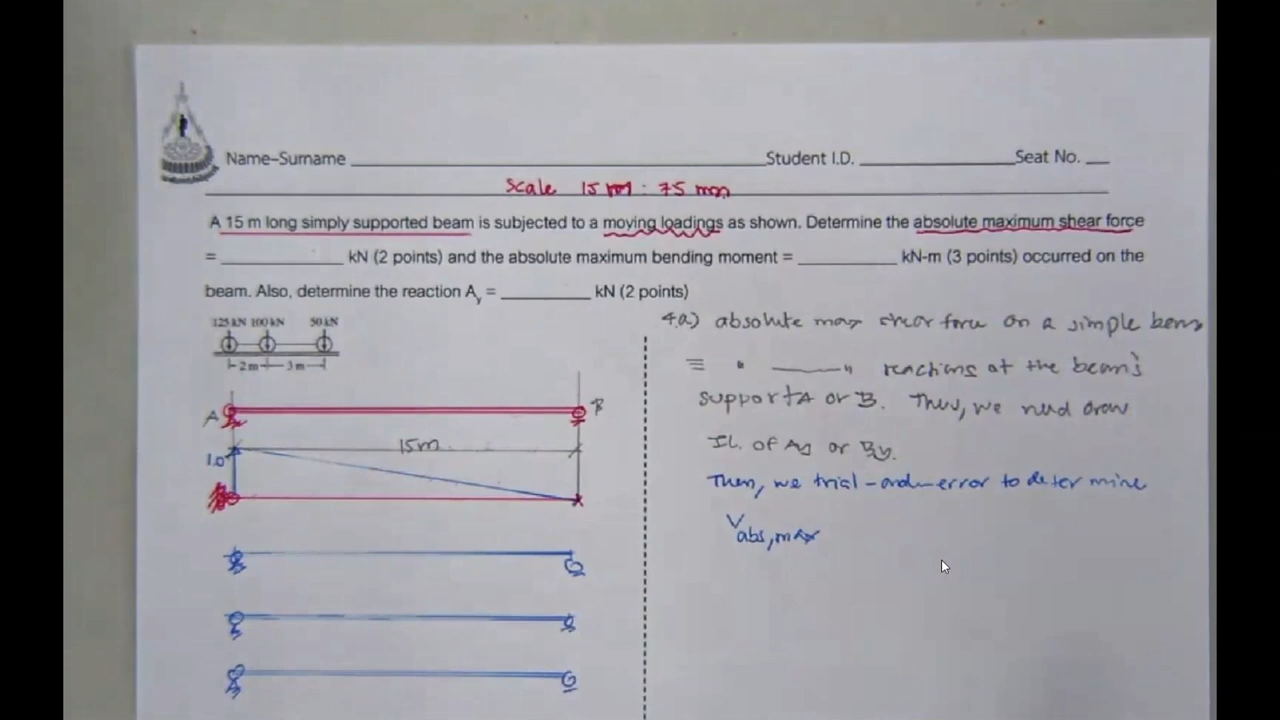 Name–Surname Student I.D. Seat No.
Scale 15 m : 75 mm
A 15 m long simply supported beam is subjected to a moving loadings as shown. Determine the absolute maximum shear force
= kN (2 points) and the absolute maximum bending moment = kN-m (3 points) occurred on the
beam. Also, determine the reaction Ay = kN (2 points)
125 kN 100 kN 50 kN
2 m 3 m
A B
15m
1.0
4a) absolute max shear force on a simple beam
≡ " ——— " reactions at the beam's
support A or B. Thus, we need draw
IL. of Ay or By.
Then, we trial-and-error to determine
Vabs,max